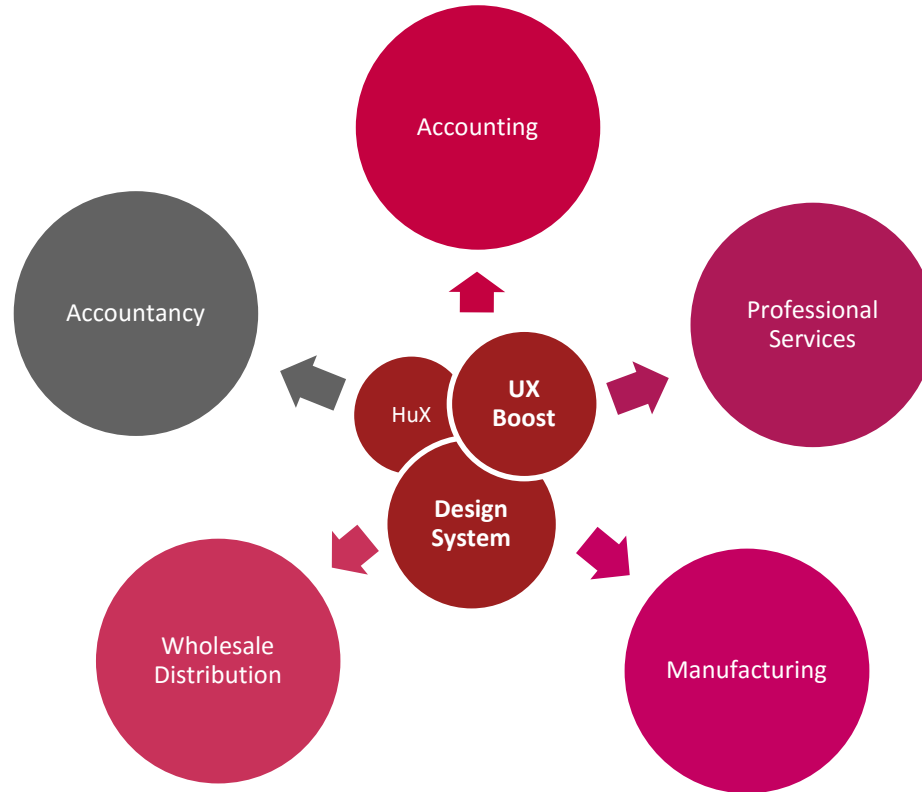 Accounting
Accountancy
Professional
Services
HuX
UX
Boost
Design
System
Wholesale
Distribution
Manufacturing